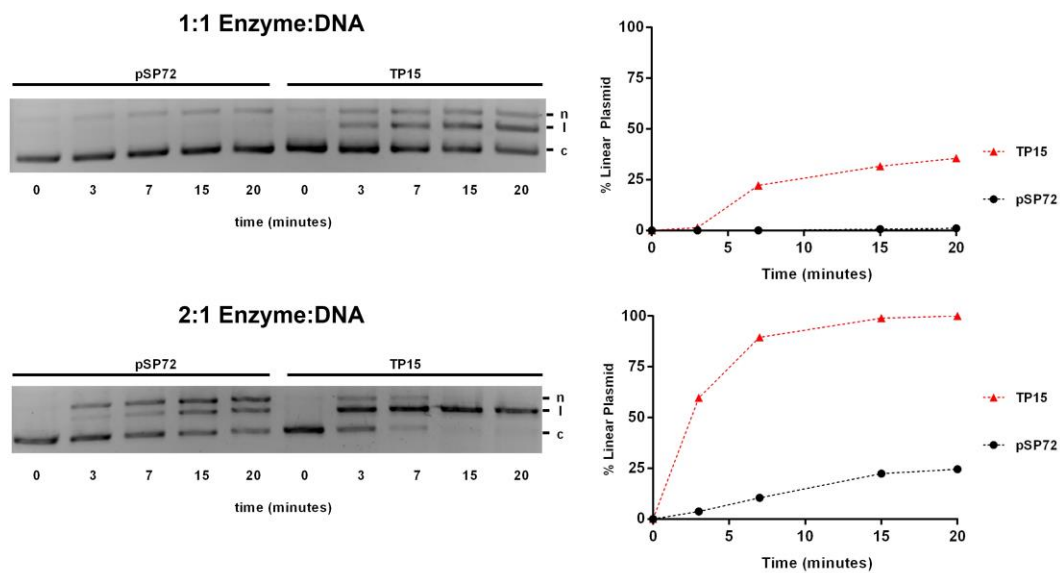 1:1 Enzyme:DNA
pSP72 TP15
n
l
c
0 3 7 15 20 0 3 7 15 20
time (minutes)
% Linear Plasmid
100
75
50
25
0
0 5 10 15 20
Time (minutes)
TP15
pSP72
2:1 Enzyme:DNA
pSP72 TP15
n
l
c
0 3 7 15 20 0 3 7 15 20
time (minutes)
% Linear Plasmid
100
75
50
25
0
0 5 10 15 20
Time (minutes)
TP15
pSP72